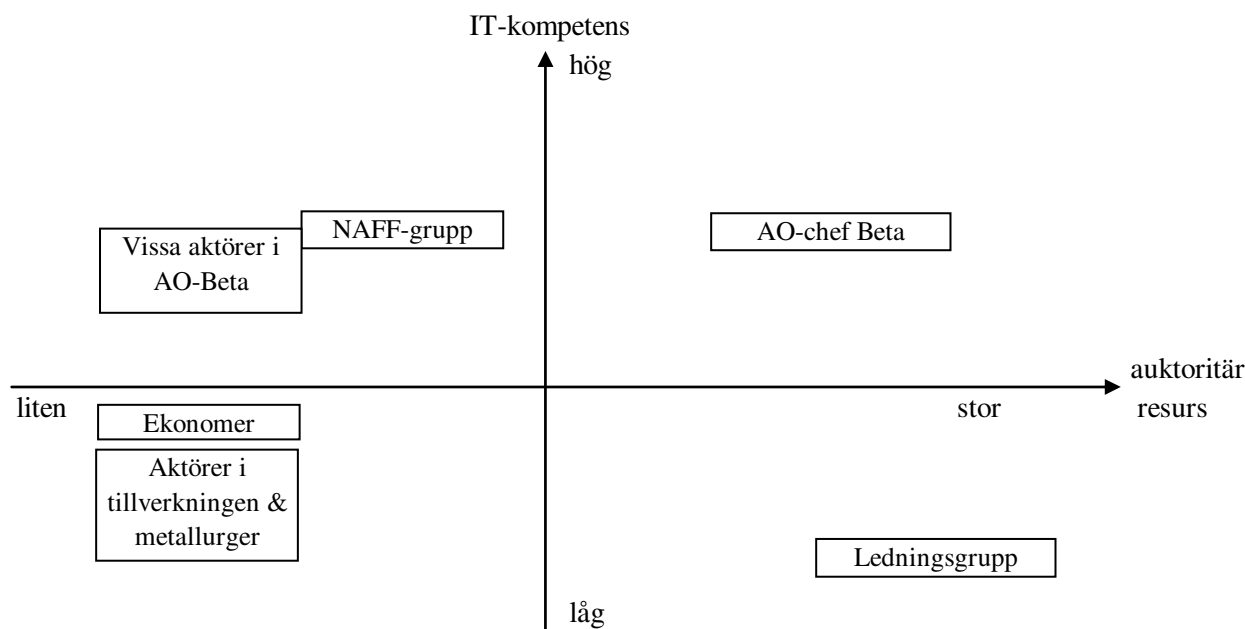 IT-kompetens
hög
NAFF-grupp
AO-chef Beta
Vissa aktörer i
AO-Beta
auktoritär
resurs
liten
stor
Ekonomer
Aktörer i
tillverkningen &
metallurger
Ledningsgrupp
låg